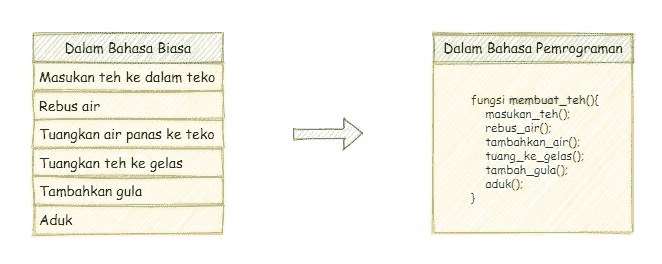 Dalam Bahasa Biasa
Masukan teh ke dalam teko
Rebus air
Tuangkan air panas ke teko
Tuangkan teh ke gelas
Tambahkan gula
Aduk
Dalam Bahasa Pemrograman
fungsi membuat_teh(){
masukan_teh();
rebus_air();
tambahkan_air();
tuang_ke_gelas();
tambah_gula();
aduk();
}